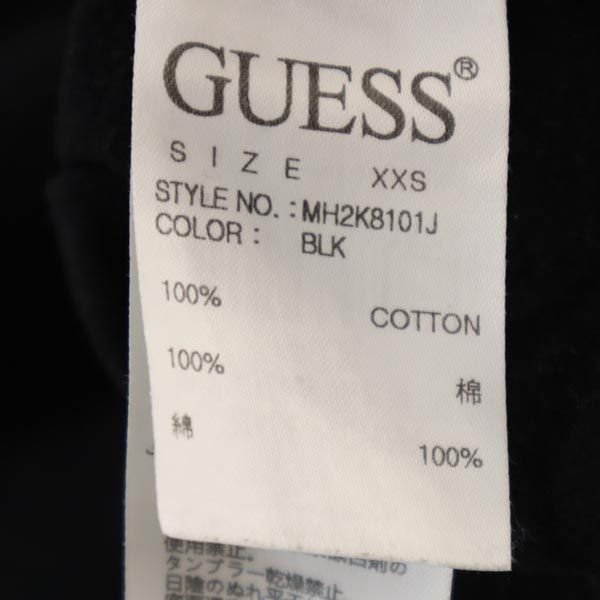 GUESS®
SIZE XXS
STYLE NO. : MH2K8101J
COLOR : BLK
100% COTTON
100% 棉
綿 100%
使用禁止。
タンブラー乾燥禁止
日陰のぬれ平